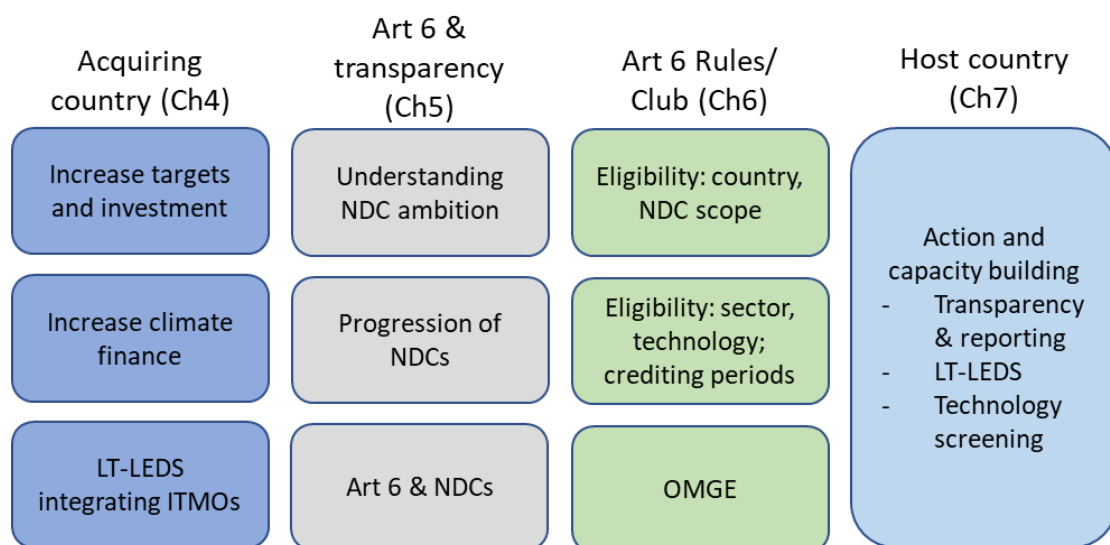 Acquiring
country (Ch4)
Increase targets
and investment
Increase climate
finance
LT-LEDS
integrating ITMOs
Art 6 &
transparency
(Ch5)
Understanding
NDC ambition
Progression of
NDCs
Art 6 & NDCs
Art 6 Rules/
Club (Ch6)
Eligibility: country,
NDC scope
Eligibility: sector,
technology;
crediting periods
OMGE
Host country
(Ch7)
Action and
capacity building
- Transparency
& reporting
- LT-LEDS
- Technology
screening